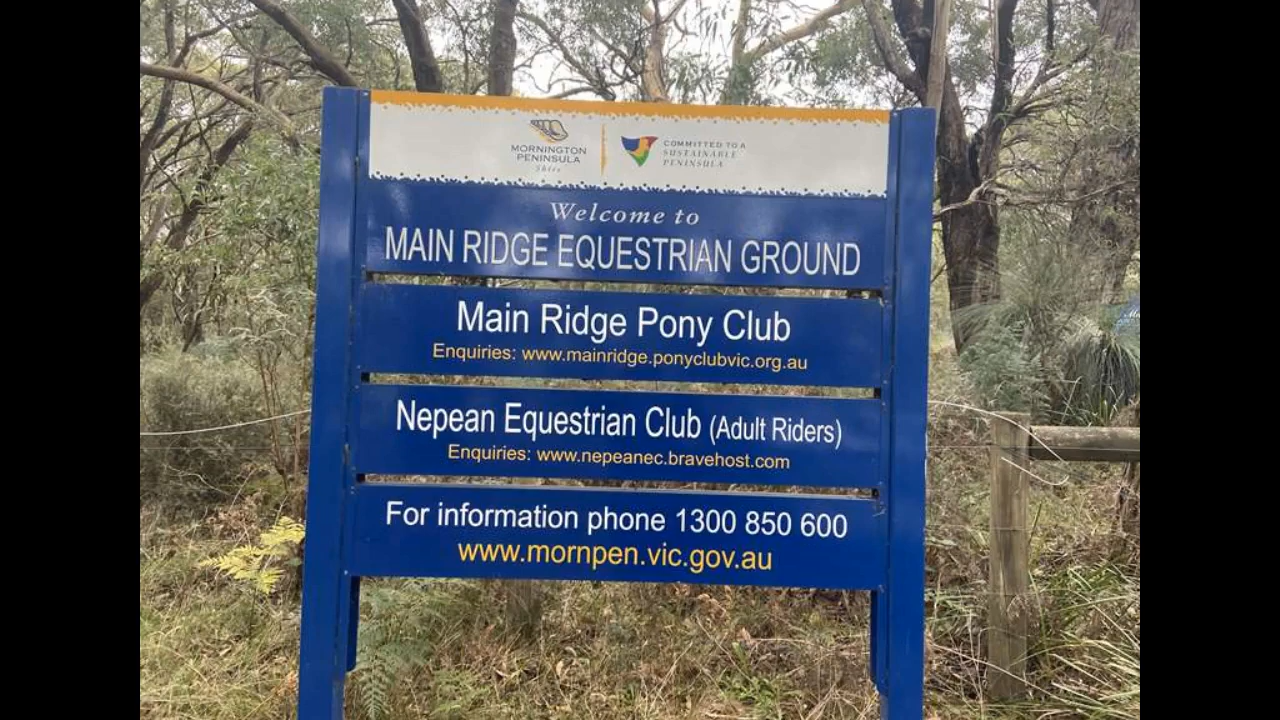 MORNINGTON
PENINSULA
Shire
COMMITTED TO A
SUSTAINABLE
PENINSULA
Welcome to
MAIN RIDGE EQUESTRIAN GROUND
Main Ridge Pony Club
Enquiries: www.mainridge.ponyclubvic.org.au
Nepean Equestrian Club (Adult Riders)
Enquiries: www.nepeanec.bravehost.com
For information phone 1300 850 600
www.mornpen.vic.gov.au